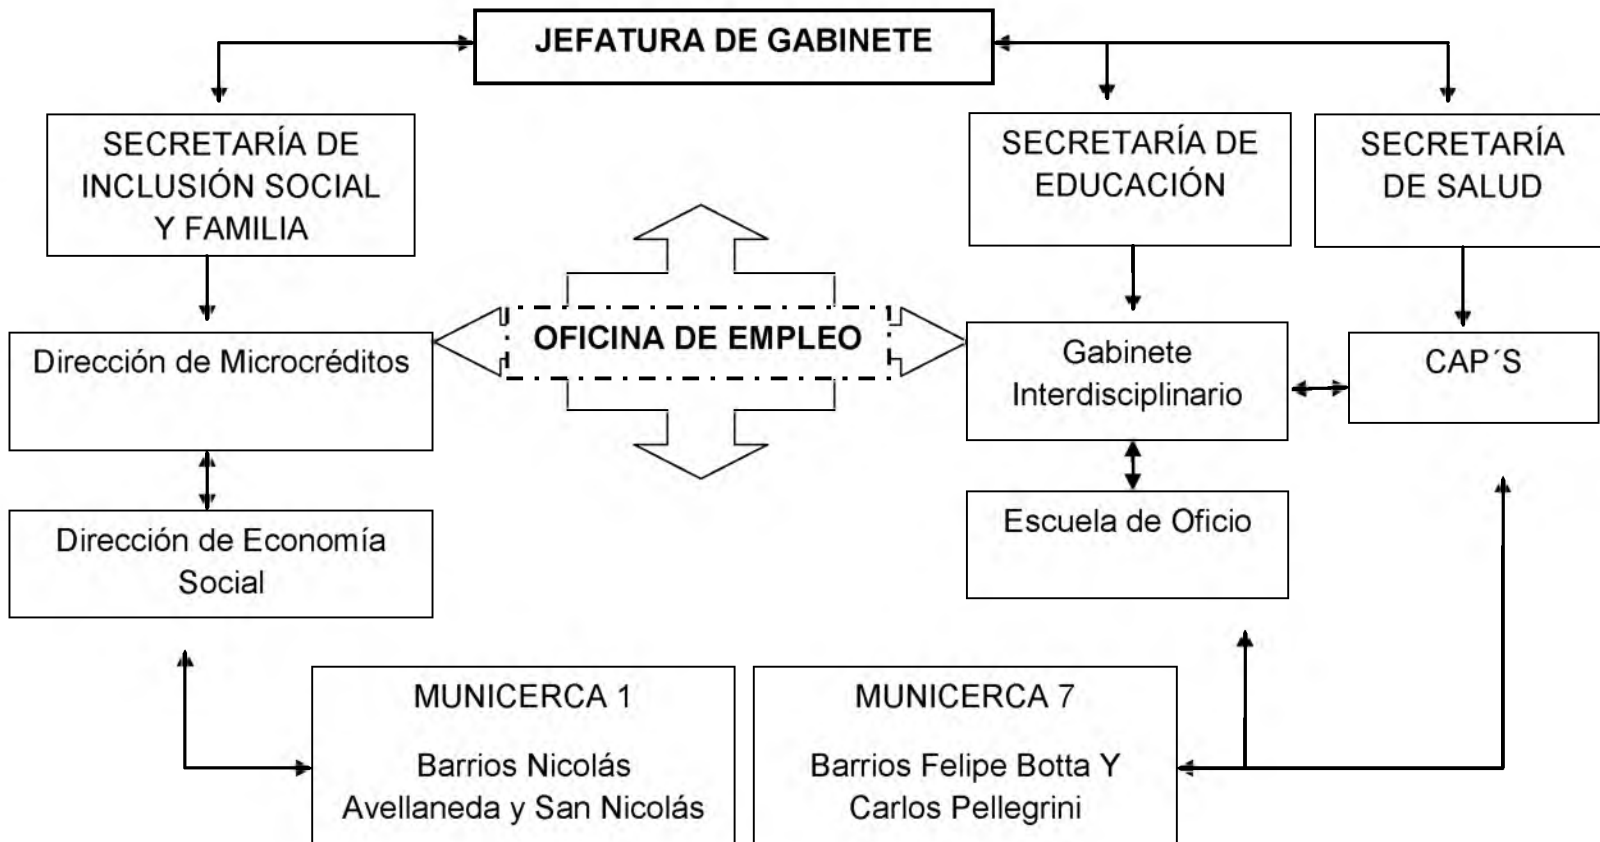 JEFATURA DE GABINETE
SECRETARÍA DE
INCLUSIÓN SOCIAL
Y FAMILIA
SECRETARÍA DE
EDUCACIÓN
SECRETARÍA
DE SALUD
Dirección de Microcréditos
OFICINA DE EMPLEO
Gabinete
Interdisciplinario
CAP´S
Dirección de Economía
Social
Escuela de Oficio
MUNICERCA 1
Barrios Nicolás
Avellaneda y San Nicolás
MUNICERCA 7
Barrios Felipe Botta Y
Carlos Pellegrini